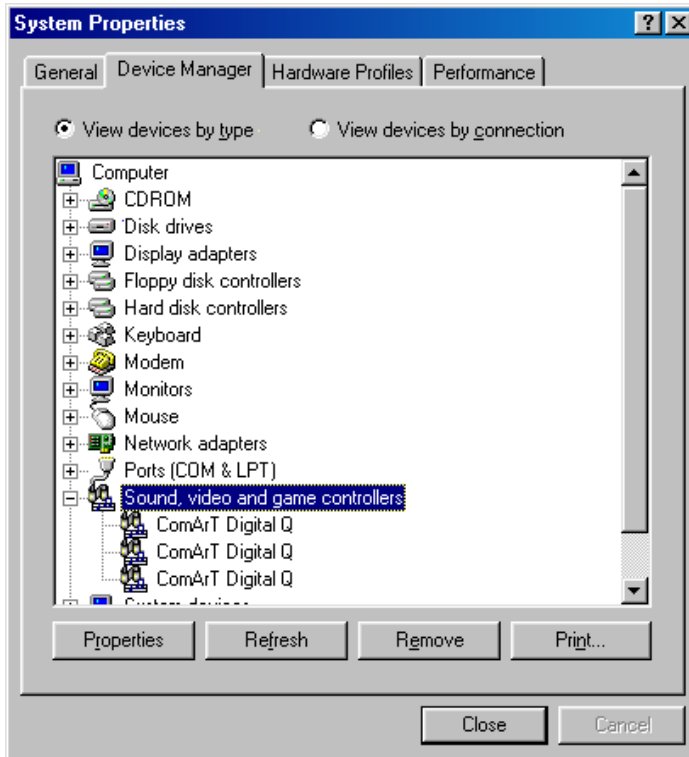 System Properties
General Device Manager Hardware Profiles Performance
View devices by type View devices by connection
Computer
CDROM
Disk drives
Display adapters
Floppy disk controllers
Hard disk controllers
Keyboard
Modem
Monitors
Mouse
Network adapters
Ports (COM & LPT)
Sound, video and game controllers
ComArT Digital Q
ComArT Digital Q
ComArT Digital Q
System devices
Properties Refresh Remove Print...
Close Cancel